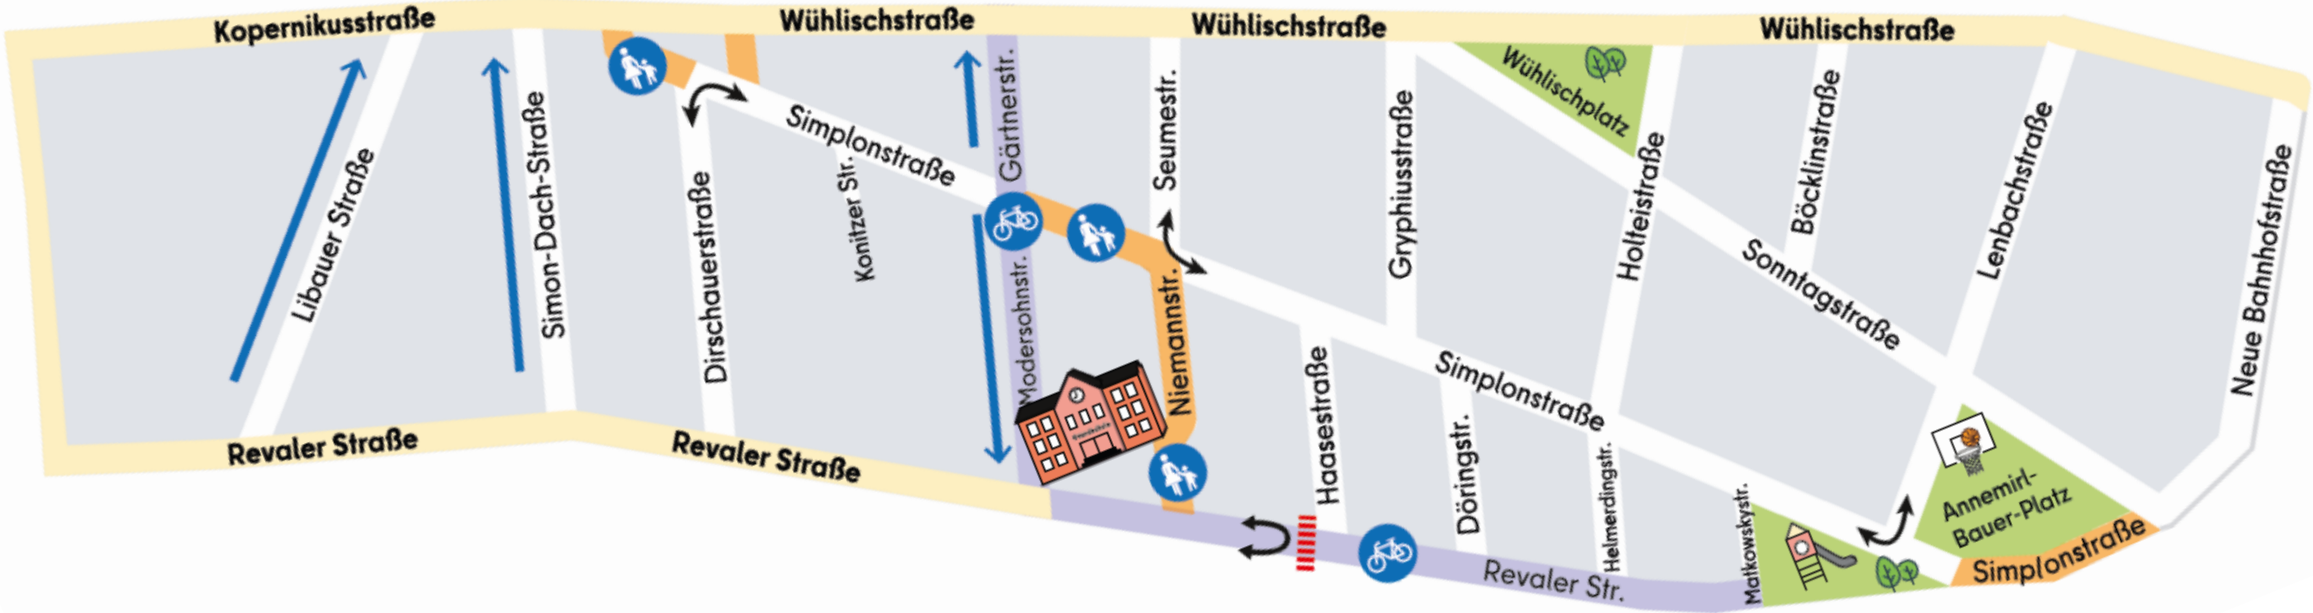 Kopernikusstraße
Wühlischstraße
Wühlischstraße
Wühlischstraße
Libauer Straße
Simon-Dach-Straße
Dirschauerstraße
Simplonstraße
Konitzer Str.
Gärtnerstr.
Modersohnstr.
Seumestr.
Niemannstr.
Gryphiusstraße
Wühlischplatz
Holteistraße
Böcklinstraße
Lenbachstraße
Sonntagstraße
Neue Bahnhofstraße
Haasestraße
Simplonstraße
Döringstr.
Helmerdingstr.
Matkowskystr.
Annemirl-
Bauer-Platz
Simplonstraße
Revaler Straße
Revaler Straße
Revaler Str.